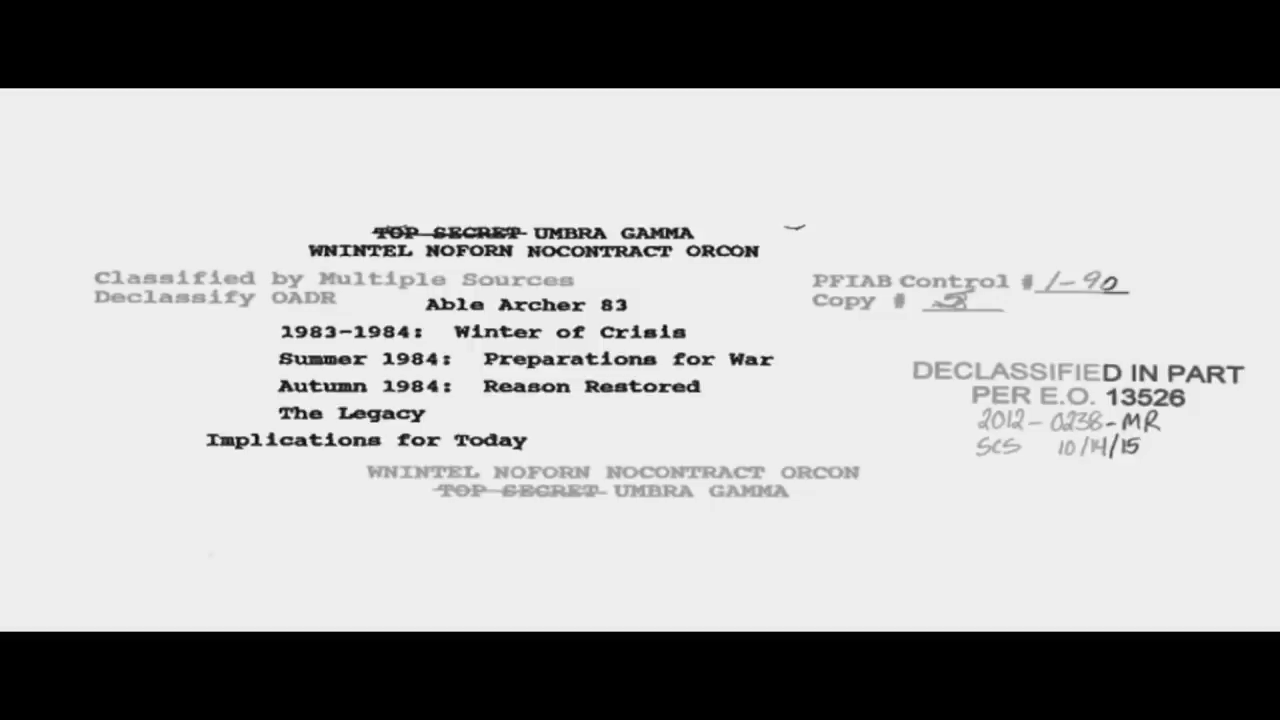 TOP SECRET UMBRA GAMMA
WNINTEL NOFORN NOCONTRACT ORCON
Classified by Multiple Sources
Declassify OADR
PFIAB Control # 1-90
Copy #
Able Archer 83
1983-1984: Winter of Crisis
Summer 1984: Preparations for War
Autumn 1984: Reason Restored
The Legacy
Implications for Today
DECLASSIFIED IN PART
PER E.O. 13526
2012-0238-MR
SCS 10/14/15
WNINTEL NOFORN NOCONTRACT ORCON
TOP SECRET UMBRA GAMMA